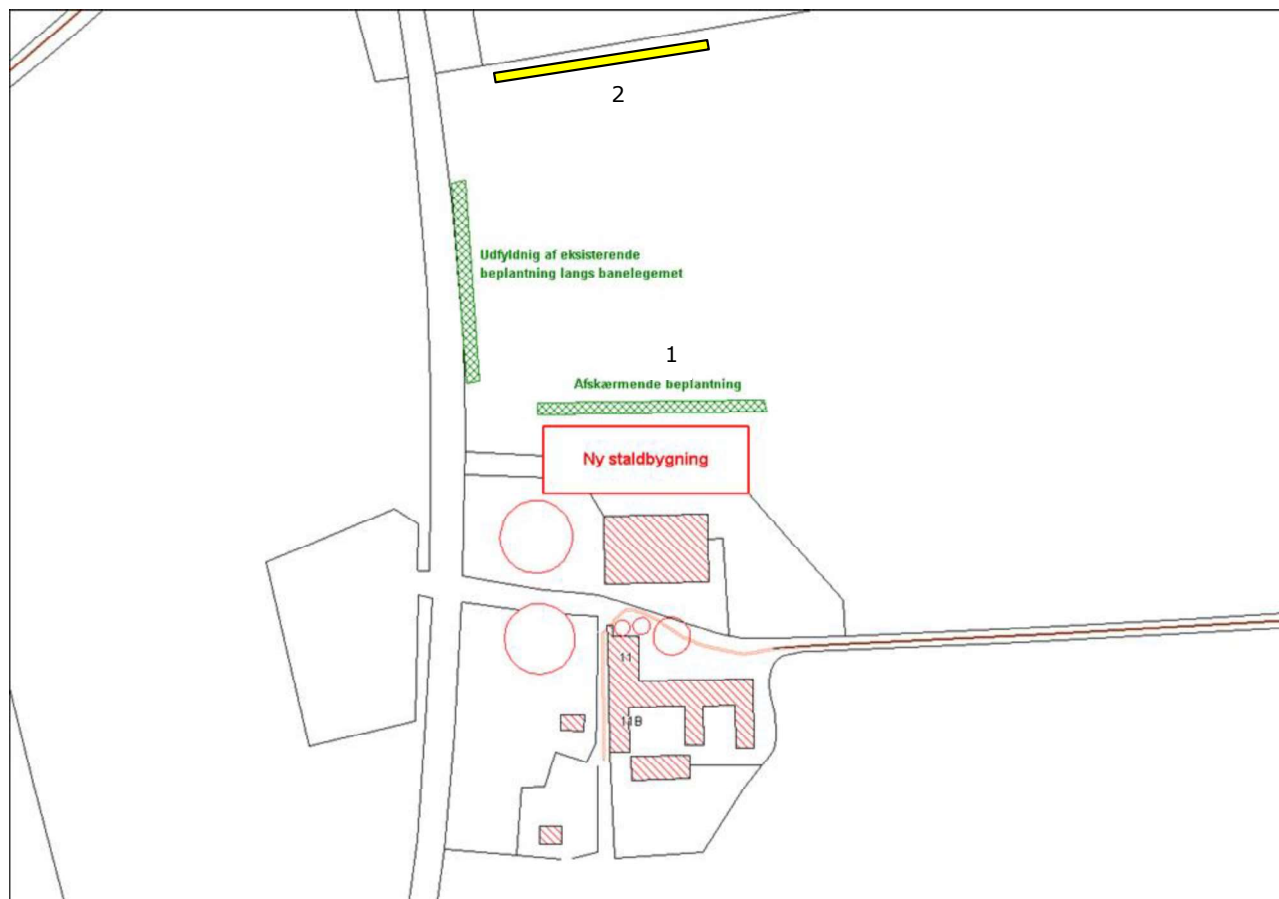 2
Udfyldnig af eksisterende
beplantning langs banelegemet
1
Afskærmende beplantning
Ny staldbygning
11
11B